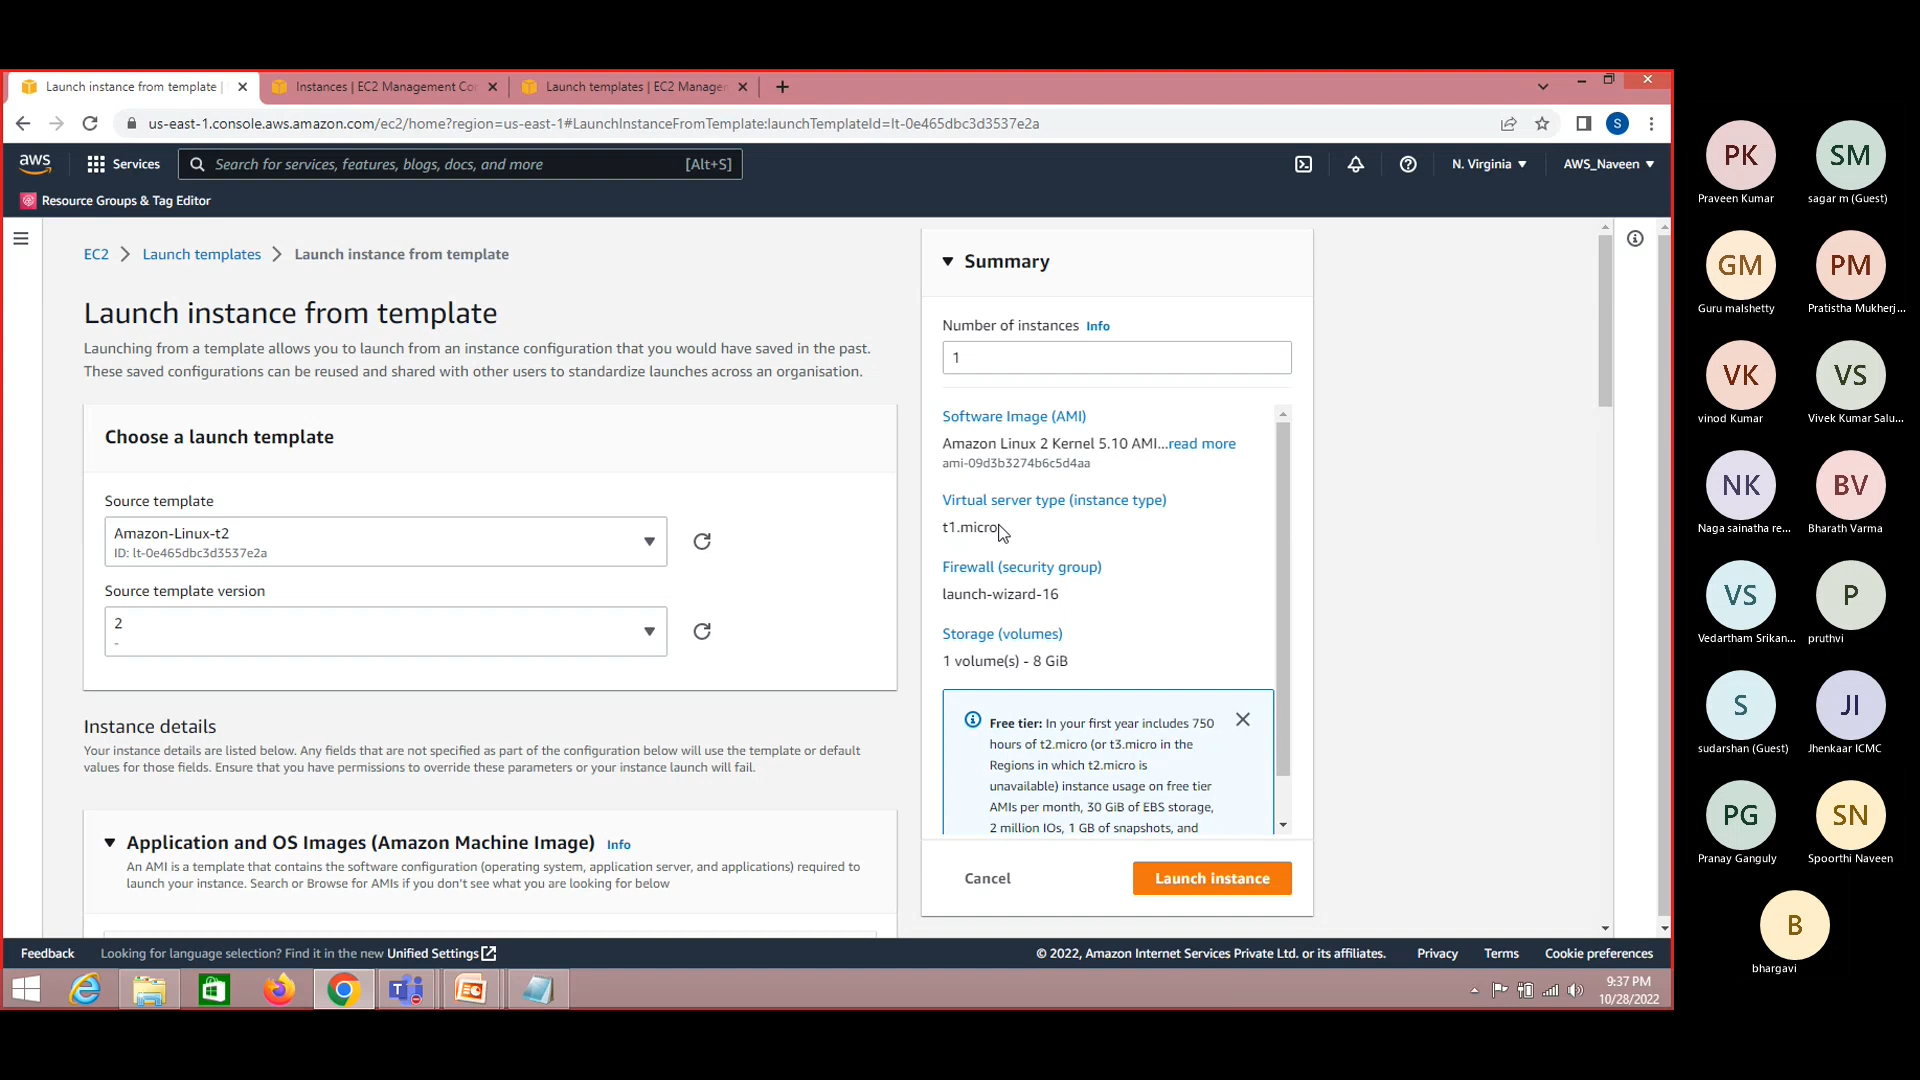 Launch instance from template |
Instances | EC2 Management Co
Launch templates | EC2 Manage
us-east-1.console.aws.amazon.com/ec2/home?region=us-east-1#LaunchInstanceFromTemplate:launchTemplateId=lt-0e465dbc3d3537e2a
S
aws
Services
Search for services, features, blogs, docs, and more
[Alt+S]
N. Virginia
AWS_Naveen
Resource Groups & Tag Editor
EC2
Launch templates
Launch instance from template
Launch instance from template
Launching from a template allows you to launch from an instance configuration that you would have saved in the past.
These saved configurations can be reused and shared with other users to standardize launches across an organisation.
Choose a launch template
Source template
Amazon-Linux-t2
ID: lt-0e465dbc3d3537e2a
Source template version
2
-
Instance details
Your instance details are listed below. Any fields that are not specified as part of the configuration below will use the template or default
values for those fields. Ensure that you have permissions to override these parameters or your instance launch will fail.
Application and OS Images (Amazon Machine Image) Info
An AMI is a template that contains the software configuration (operating system, application server, and applications) required to
launch your instance. Search or Browse for AMIs if you don't see what you are looking for below
Summary
Number of instances Info
1
Software Image (AMI)
Amazon Linux 2 Kernel 5.10 AMI...read more
ami-09d3b3274b6c5d4aa
Virtual server type (instance type)
t1.micro
Firewall (security group)
launch-wizard-16
Storage (volumes)
1 volume(s) - 8 GiB
Free tier: In your first year includes 750
hours of t2.micro (or t3.micro in the
Regions in which t2.micro is
unavailable) instance usage on free tier
AMIs per month, 30 GiB of EBS storage,
2 million IOs, 1 GB of snapshots, and
Cancel
Launch instance
Feedback
Looking for language selection? Find it in the new Unified Settings
© 2022, Amazon Internet Services Private Ltd. or its affiliates.
Privacy
Terms
Cookie preferences
9:37 PM
10/28/2022
PK
Praveen Kumar
SM
sagar m (Guest)
GM
Guru malshetty
PM
Pratistha Mukherj...
VK
vinod Kumar
VS
Vivek Kumar Salu...
NK
Naga sainatha re...
BV
Bharath Varma
VS
Vedartham Srikan...
P
pruthvi
S
sudarshan (Guest)
JI
Jhenkaar ICMC
PG
Pranay Ganguly
SN
Spoorthi Naveen
B
bhargavi